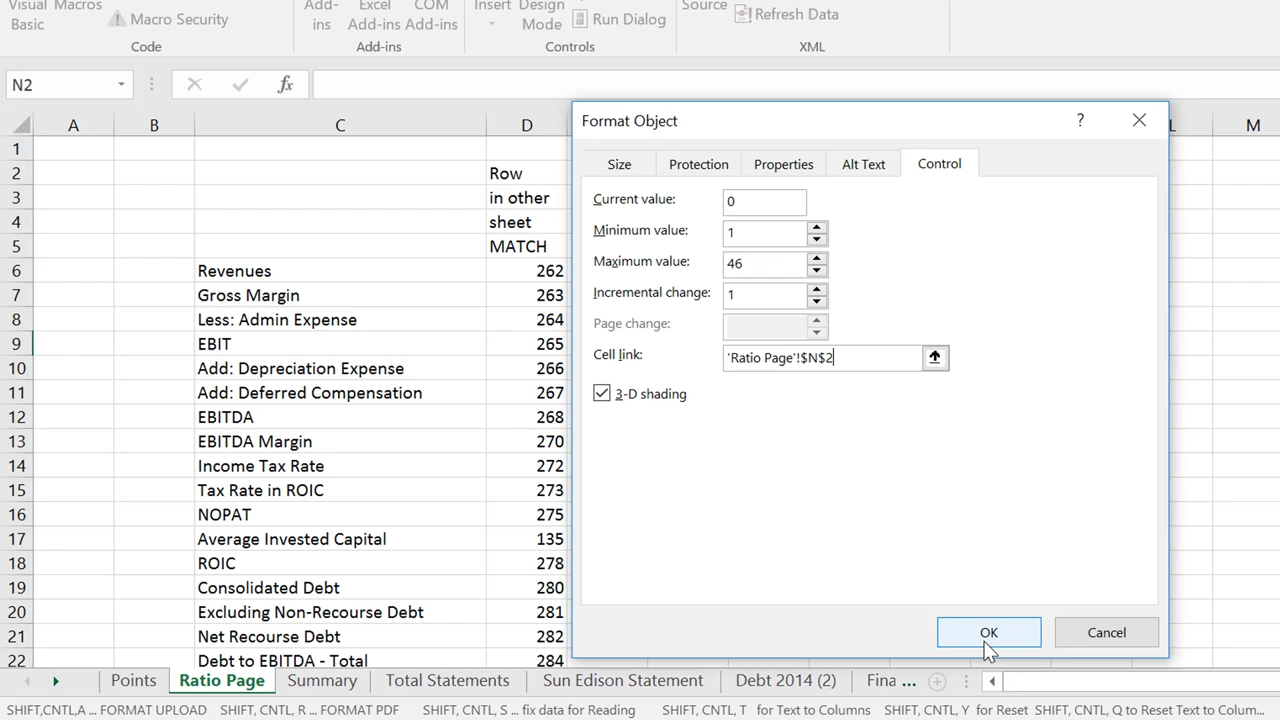 Visual Macros
Basic
Macro Security
Code
Add-
ins
Excel
Add-ins
COM
Add-ins
Add-ins
Insert
Design
Mode
Run Dialog
Controls
Source
Refresh Data
XML
N2
fx
A B C D L M
Format Object
?
Size Protection Properties Alt Text Control
Current value: 0
Minimum value: 1
Maximum value: 46
Incremental change: 1
Page change:
Cell link: 'Ratio Page'!$N$2
3-D shading
OK Cancel
1
2 Row
3 in other
4 sheet
5 MATCH
6 Revenues 262
7 Gross Margin 263
8 Less: Admin Expense 264
9 EBIT 265
10 Add: Depreciation Expense 266
11 Add: Deferred Compensation 267
12 EBITDA 268
13 EBITDA Margin 270
14 Income Tax Rate 272
15 Tax Rate in ROIC 273
16 NOPAT 275
17 Average Invested Capital 135
18 ROIC 278
19 Consolidated Debt 280
20 Excluding Non-Recourse Debt 281
21 Net Recourse Debt 282
22 Debt to EBITDA - Total 284
Points Ratio Page Summary Total Statements Sun Edison Statement Debt 2014 (2) Fina ...
SHIFT,CNTL,A ... FORMAT UPLOAD SHIFT, CNTL, R ... FORMAT PDF SHIFT, CNTL, S ... fix data for Reading SHIFT, CNTL, T for Text to Columns SHIFT, CNTL, Y for Reset SHIFT, CNTL, Q to Reset Text to Colum...